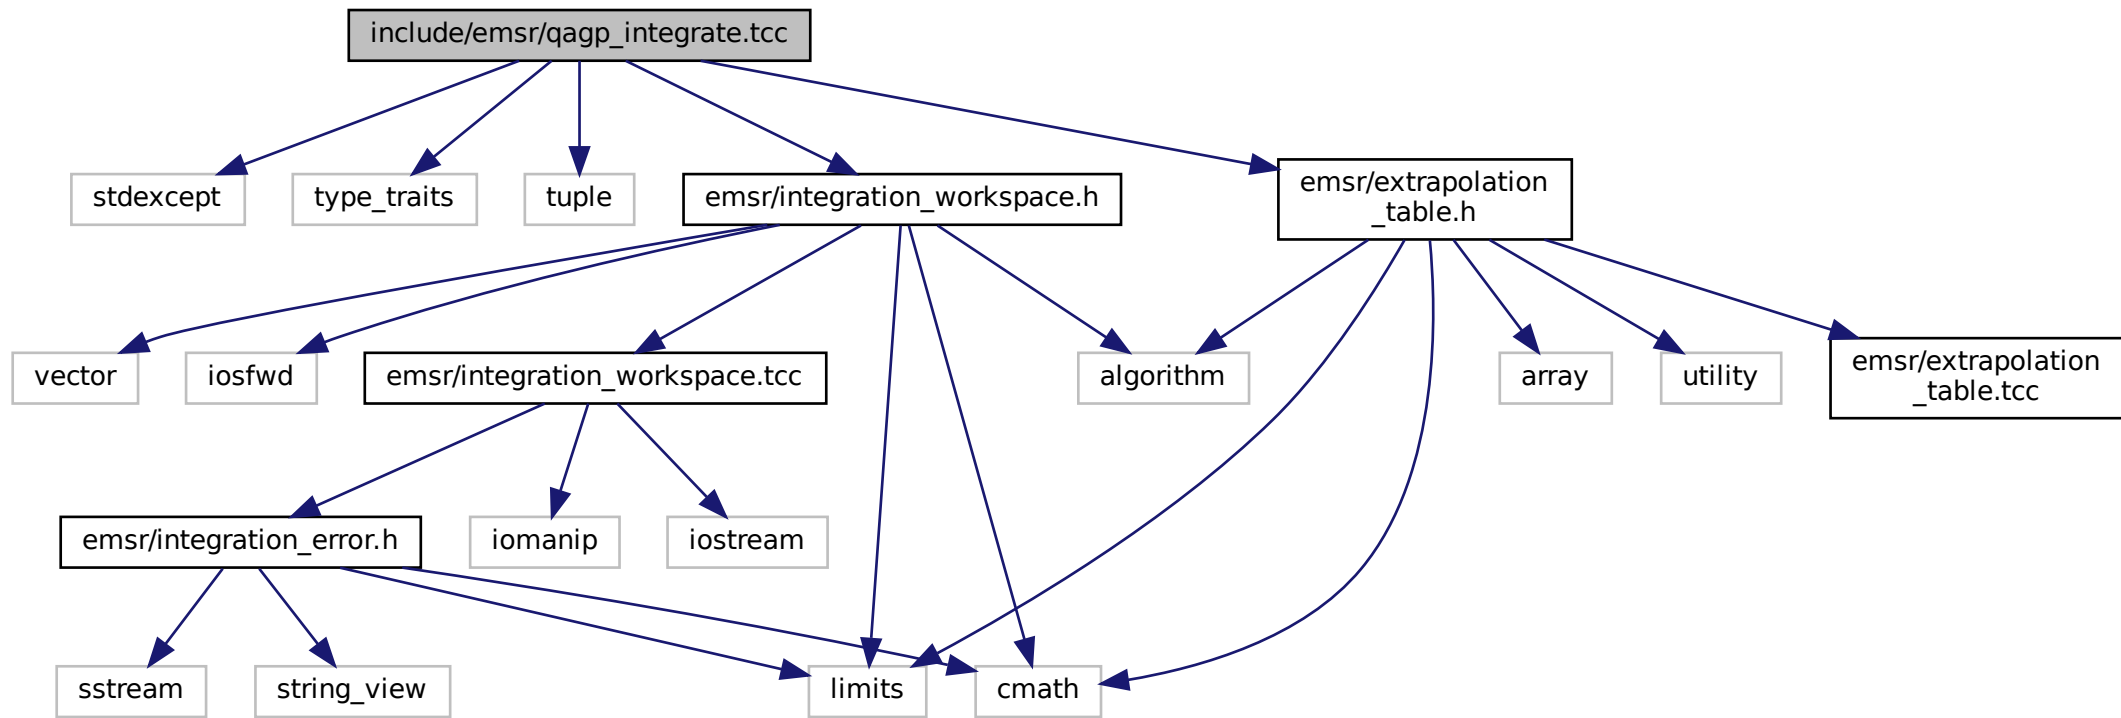 include/emsr/qagp_integrate.tcc
stdexcept
type_traits
tuple
emsr/integration_workspace.h
emsr/extrapolation
_table.h
vector
iosfwd
emsr/integration_workspace.tcc
algorithm
array
utility
emsr/extrapolation
_table.tcc
emsr/integration_error.h
iomanip
iostream
sstream
string_view
limits
cmath